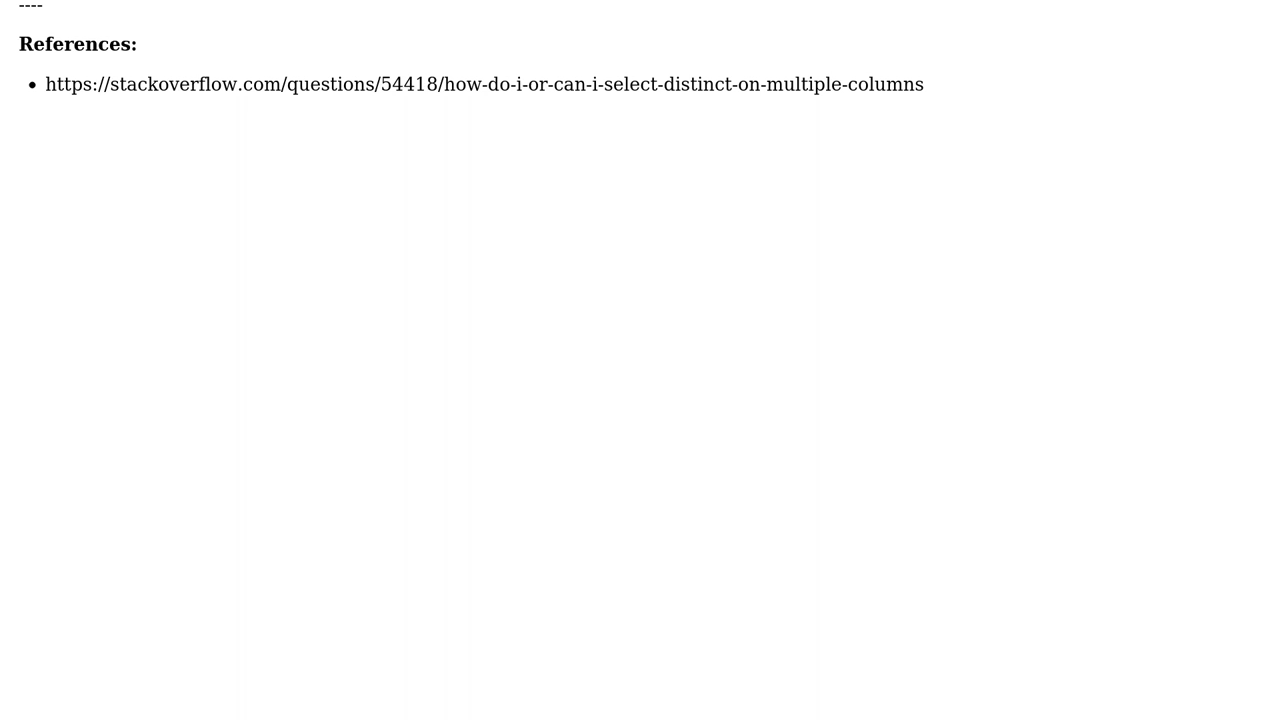 ----
References:
• https://stackoverflow.com/questions/54418/how-do-i-or-can-i-select-distinct-on-multiple-columns